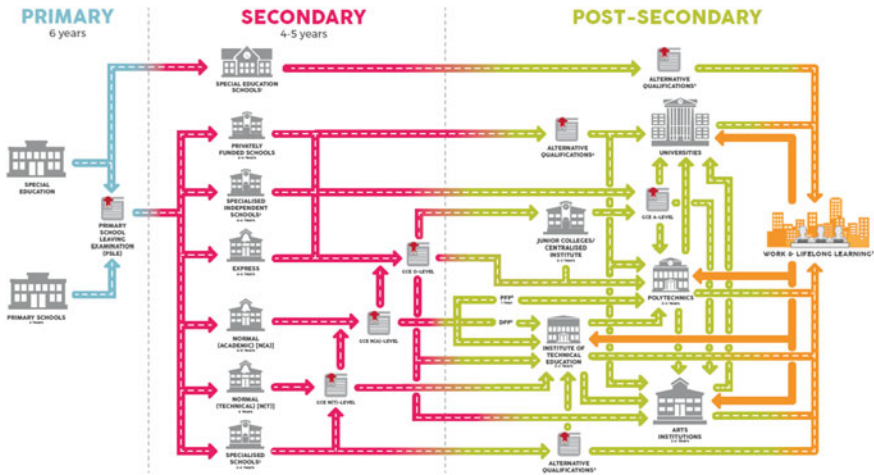 PRIMARY
6 years
SECONDARY
4-5 years
POST-SECONDARY
SPECIAL EDUCATION
SCHOOLS
ALTERNATIVE
QUALIFICATIONS
PRIVATELY
FUNDED SCHOOLS
ALTERNATIVE
QUALIFICATIONS
UNIVERSITIES
SPECIAL
EDUCATION
SPECIALISED
INDEPENDENT
SCHOOLS
GCE A-LEVEL
PRIMARY
SCHOOL
LEAVING
EXAMINATION
(PSLE)
JUNIOR COLLEGES/
CENTRALISED
INSTITUTE
EXPRESS
GCE O-LEVEL
WORK & LIFELONG LEARNING
POLYTECHNICS
PRIMARY SCHOOLS
PFP
DPP
NORMAL
(ACADEMIC) [N(A)]
GCE N(A)-LEVEL
INSTITUTE OF
TECHNICAL
EDUCATION
NORMAL
(TECHNICAL) [N(T)]
GCE N(T)-LEVEL
ARTS
INSTITUTIONS
SPECIALISED
SCHOOLS
ALTERNATIVE
QUALIFICATIONS